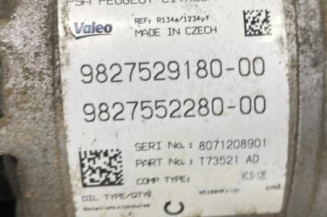 PSA PEUGEOT CITROEN
Valeo
REF: R134a/1234yf
MADE IN CZECH
9827529180-00
9827552280-00
SERI No.: 8071208901
PART No.: T73521 AD
COMP TYPE:
OIL TYPE/QTY: